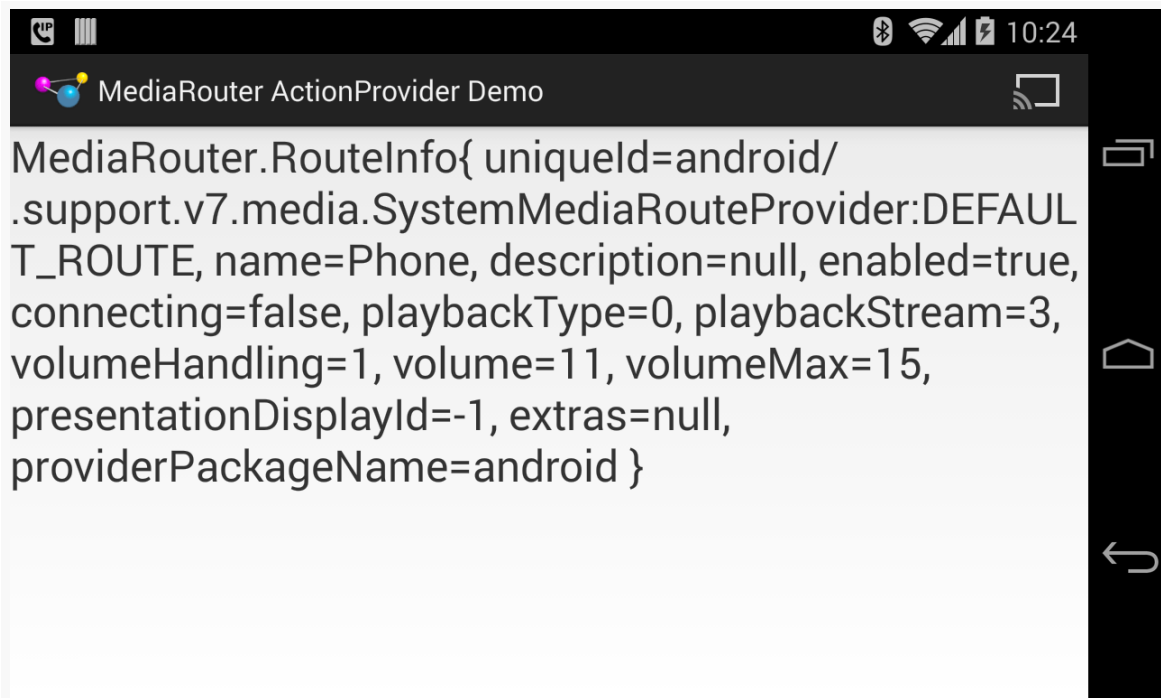 IP
10:24
MediaRouter ActionProvider Demo
MediaRouter.RouteInfo{ uniqueId=android/
.support.v7.media.SystemMediaRouteProvider:DEFAUL
T_ROUTE, name=Phone, description=null, enabled=true,
connecting=false, playbackType=0, playbackStream=3,
volumeHandling=1, volume=11, volumeMax=15,
presentationDisplayId=-1, extras=null,
providerPackageName=android }